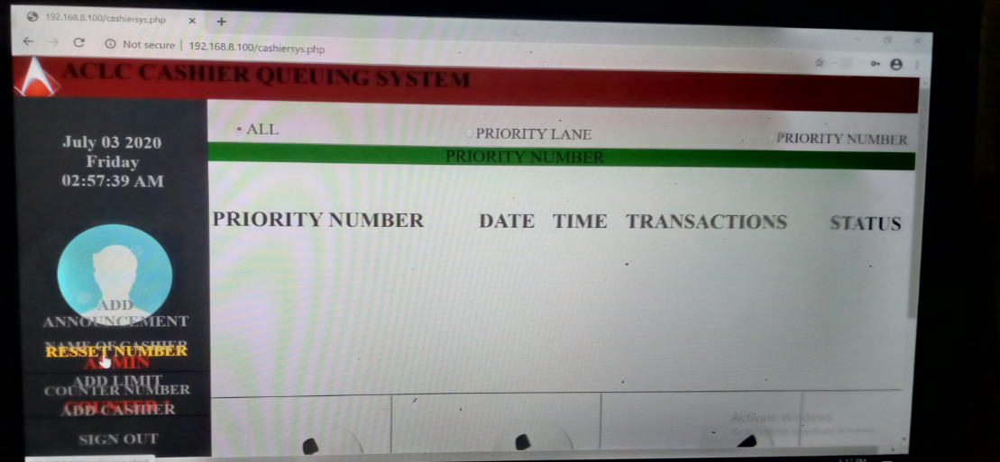 192.168.8.100/cashiersys.php
Not secure | 192.168.8.100/cashiersys.php
ACLC CASHIER QUEUING SYSTEM
July 03 2020
Friday
02:57:39 AM
ALL
PRIORITY LANE
PRIORITY NUMBER
PRIORITY NUMBER
PRIORITY NUMBER DATE TIME TRANSACTIONS STATUS
ADD
ANNOUNCEMENT
NAME OF CASHIER
RESSET NUMBER
ADMIN
ADD LIMIT
COUNTER NUMBER
COUNTER 1
ADD CASHIER
SIGN OUT
Activate Windows